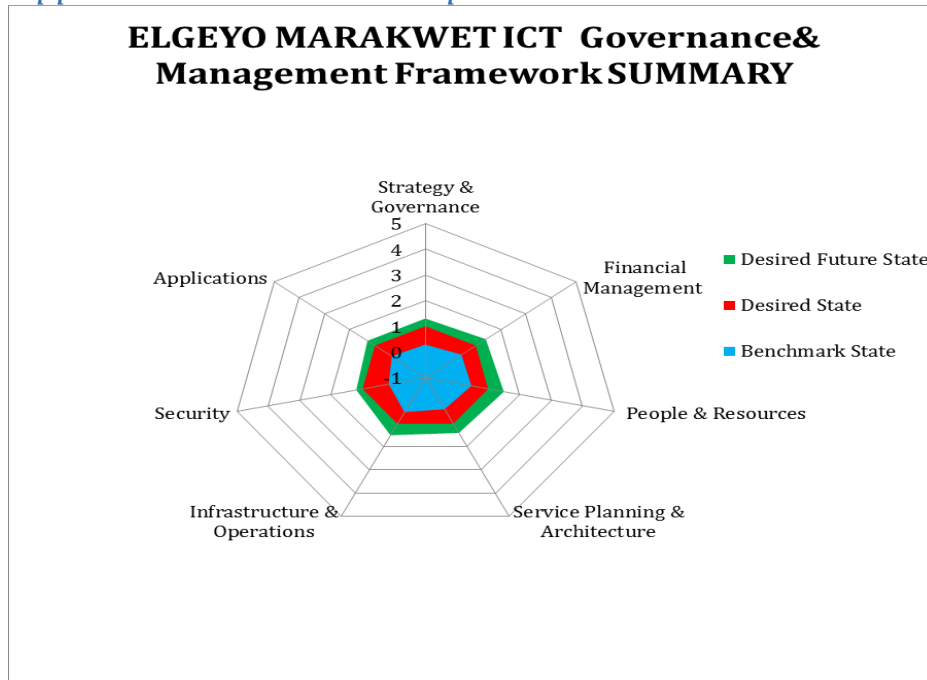 ELGEYO MARAKWET ICT Governance&
Management Framework SUMMARY
Strategy &
Governance
5
4
3
2
1
0
-1
Financial
Management
People & Resources
Service Planning &
Architecture
Infrastructure &
Operations
Security
Applications
Desired Future State
Desired State
Benchmark State